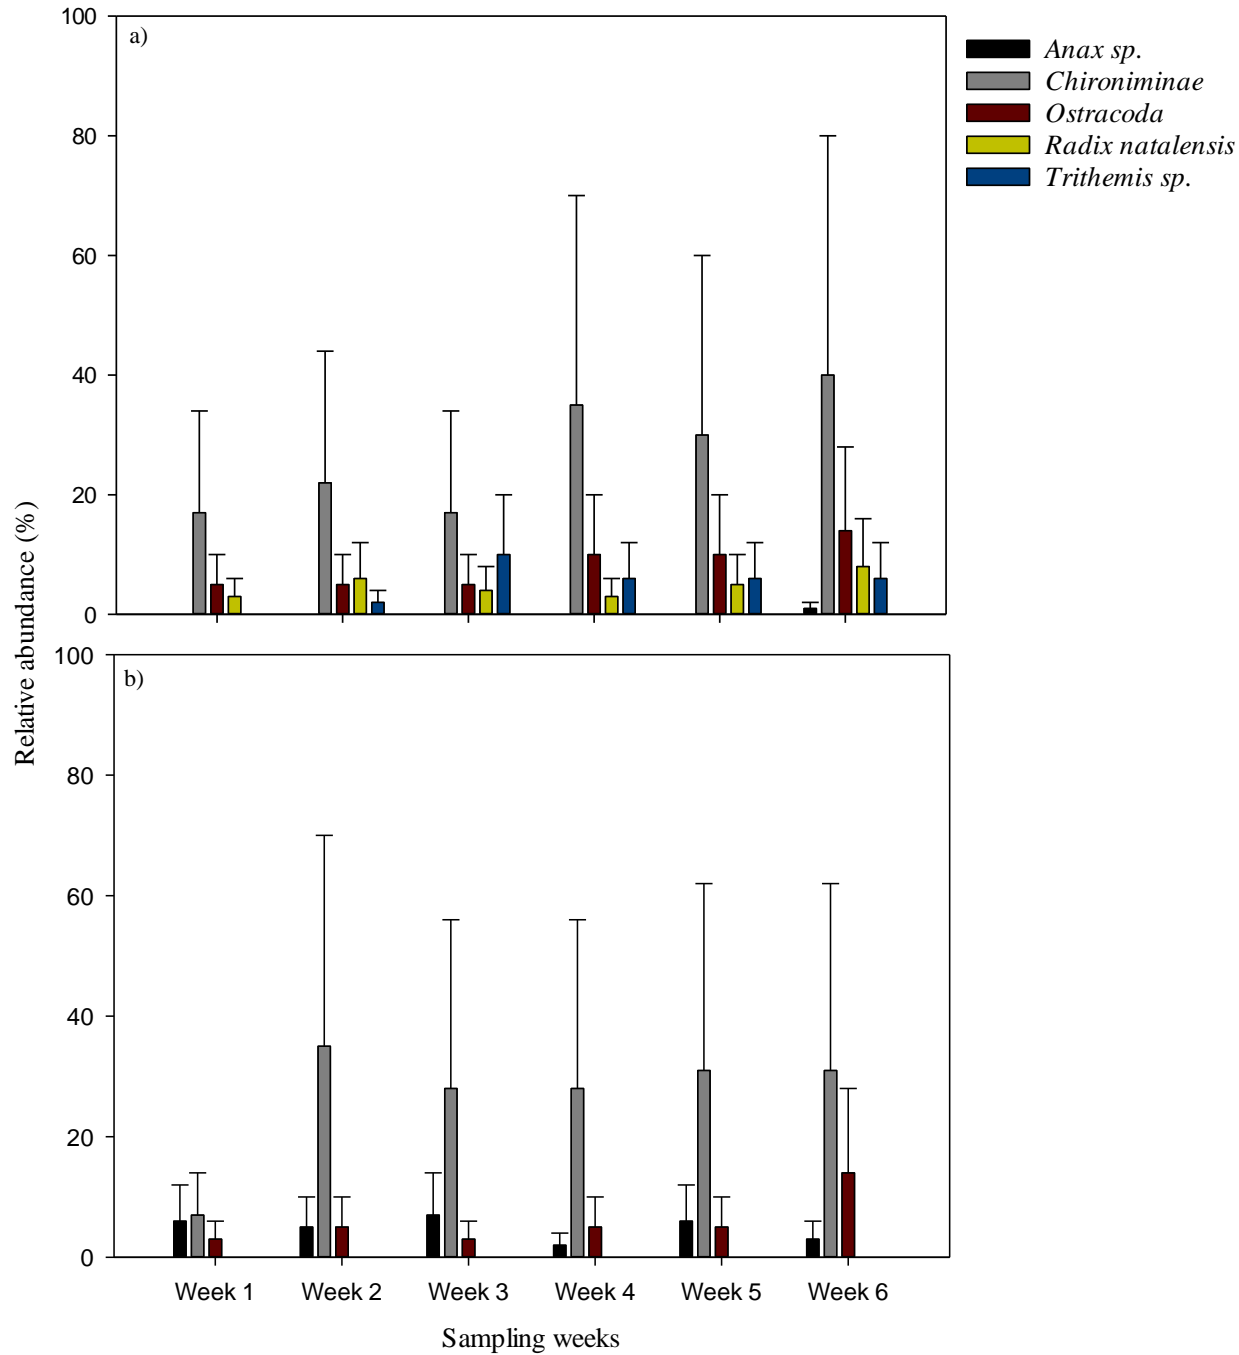 100
a)
Anax sp.
Chironiminae
Ostracoda
Radix natalensis
Trithemis sp.
80
60
40
20
0
Relative abundance (%)
100
b)
80
60
40
20
0
Week 1 Week 2 Week 3 Week 4 Week 5 Week 6
Sampling weeks